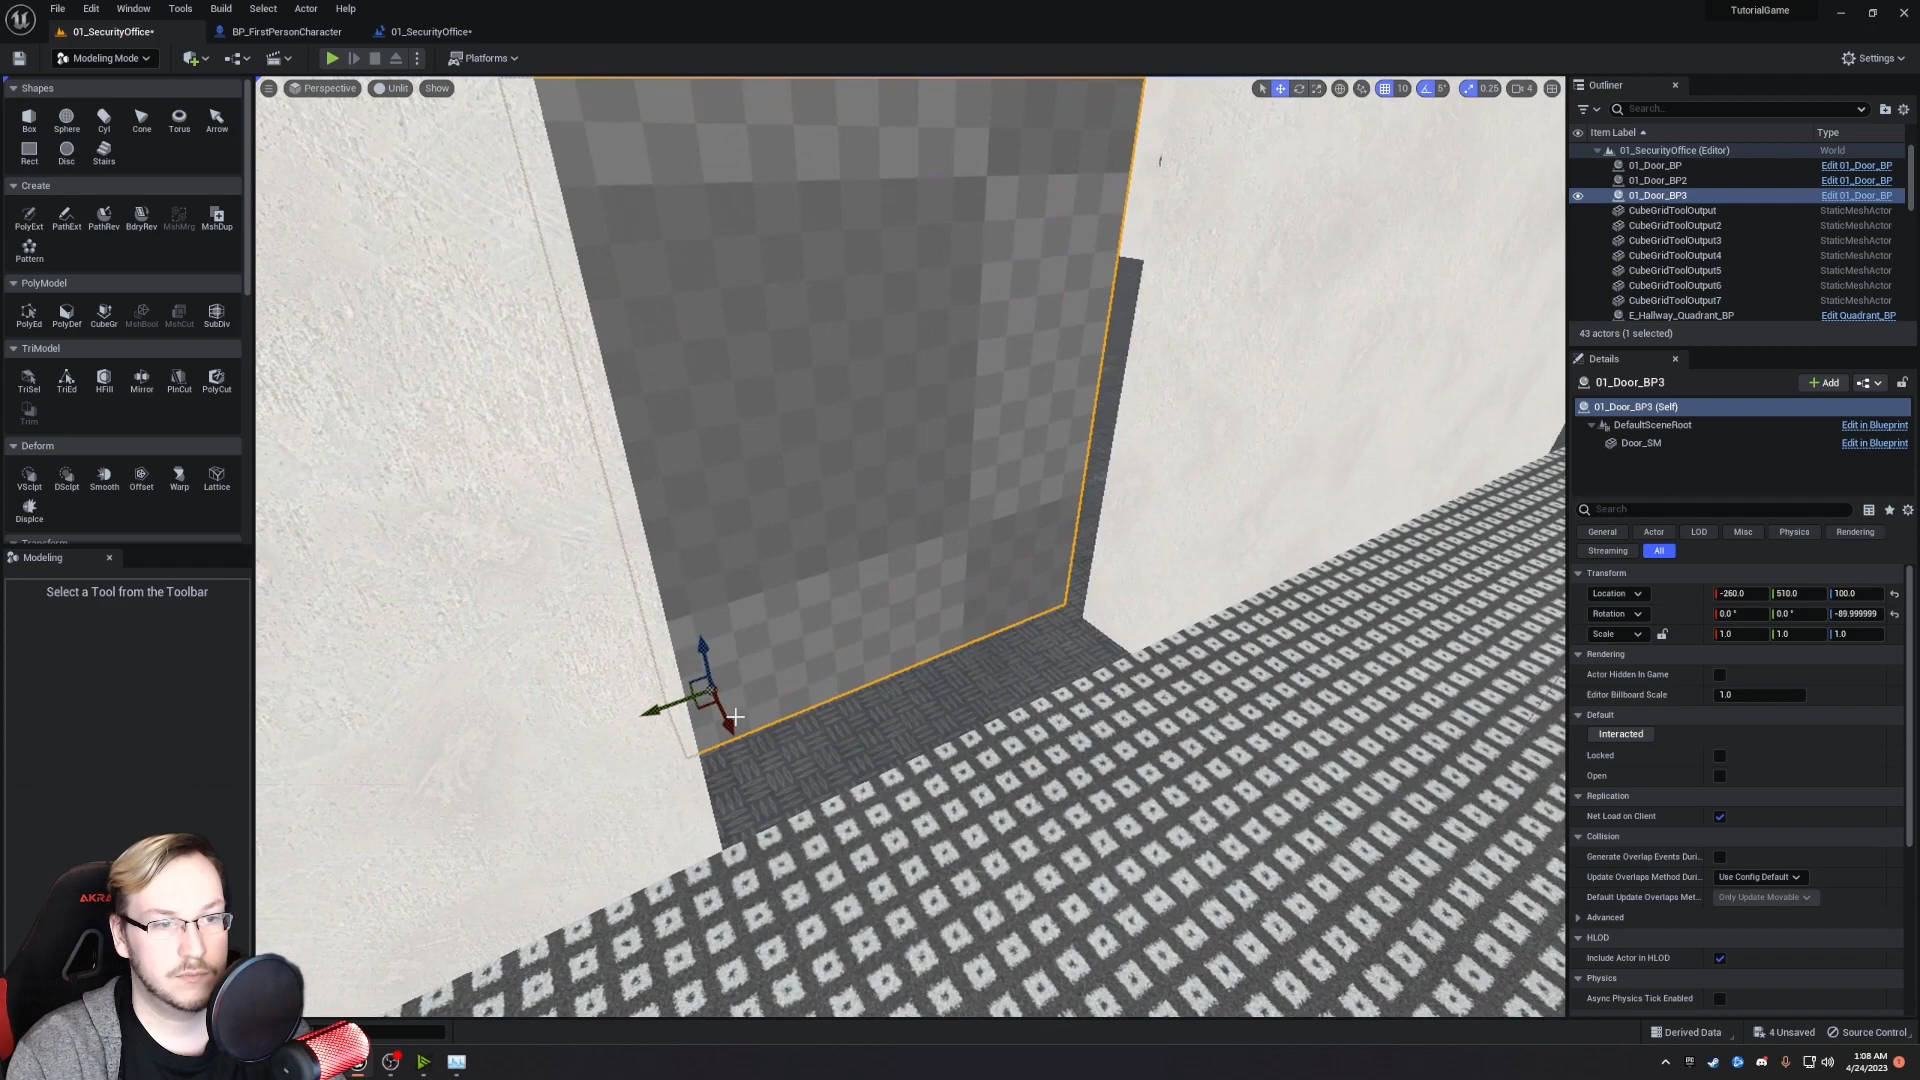 File Edit Window Tools Build Select Actor Help
TutorialGame
01_SecurityOffice*
BP_FirstPersonCharacter
01_SecurityOffice*
Modeling Mode
Platforms
Settings
Shapes
Box Sphere Cyl Cone Torus Arrow
Rect Disc Stairs
Create
PolyExt PathExt PathRev BdryRev MshMrg MshDup
Pattern
PolyModel
PolyEd PolyDef CubeGr MshBool MshCut SubDiv
TriModel
TriSel TriEd HFill Mirror PlnCut PolyCut
Trim
Deform
VSclpt DSclpt Smooth Offset Warp Lattice
Displce
Transform
Modeling
Select a Tool from the Toolbar
Perspective
Unlit
Show
10
5°
0.25
4
Outliner
Search...
Item Label
Type
01_SecurityOffice (Editor) World
01_Door_BP Edit 01_Door_BP
01_Door_BP2 Edit 01_Door_BP
01_Door_BP3 Edit 01_Door_BP
CubeGridToolOutput StaticMeshActor
CubeGridToolOutput2 StaticMeshActor
CubeGridToolOutput3 StaticMeshActor
CubeGridToolOutput4 StaticMeshActor
CubeGridToolOutput5 StaticMeshActor
CubeGridToolOutput6 StaticMeshActor
CubeGridToolOutput7 StaticMeshActor
E_Hallway_Quadrant_BP Edit Quadrant_BP
43 actors (1 selected)
Details
01_Door_BP3
Add
01_Door_BP3 (Self)
DefaultSceneRoot Edit in Blueprint
Door_SM Edit in Blueprint
Search
General Actor LOD Misc Physics Rendering
Streaming All
Transform
Location -260.0 510.0 100.0
Rotation 0.0 ° 0.0 ° -89.999999
Scale 1.0 1.0 1.0
Rendering
Actor Hidden In Game
Editor Billboard Scale 1.0
Default
Interacted
Locked
Open
Replication
Net Load on Client
Collision
Generate Overlap Events Duri..
Update Overlaps Method Duri.. Use Config Default
Default Update Overlaps Met... Only Update Movable
Advanced
HLOD
Include Actor in HLOD
Physics
Async Physics Tick Enabled
Derived Data
4 Unsaved
Source Control
1:08 AM
4/24/2023